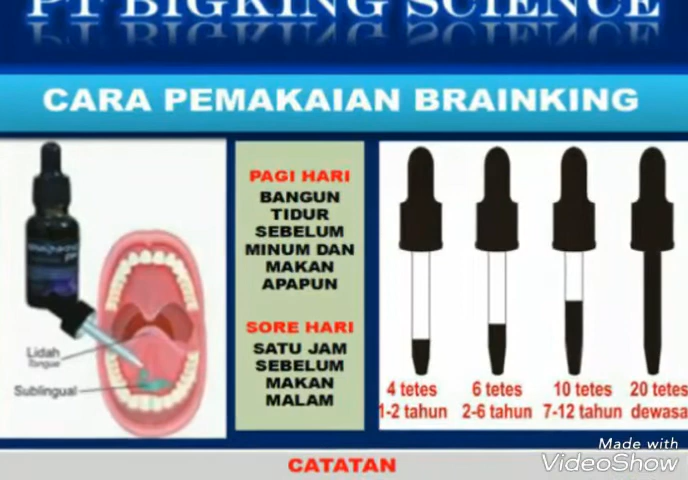 PT BIGKING SCIENCE
CARA PEMAKAIAN BRAINKING
PAGI HARI
BANGUN
TIDUR
SEBELUM
MINUM DAN
MAKAN
APAPUN
SORE HARI
SATU JAM
SEBELUM
MAKAN
MALAM
Lidah
Tongue
Sublingual
4 tetes
1-2 tahun
6 tetes
2-6 tahun
10 tetes
7-12 tahun
20 tetes
dewasa
CATATAN
Made with
VideoShow